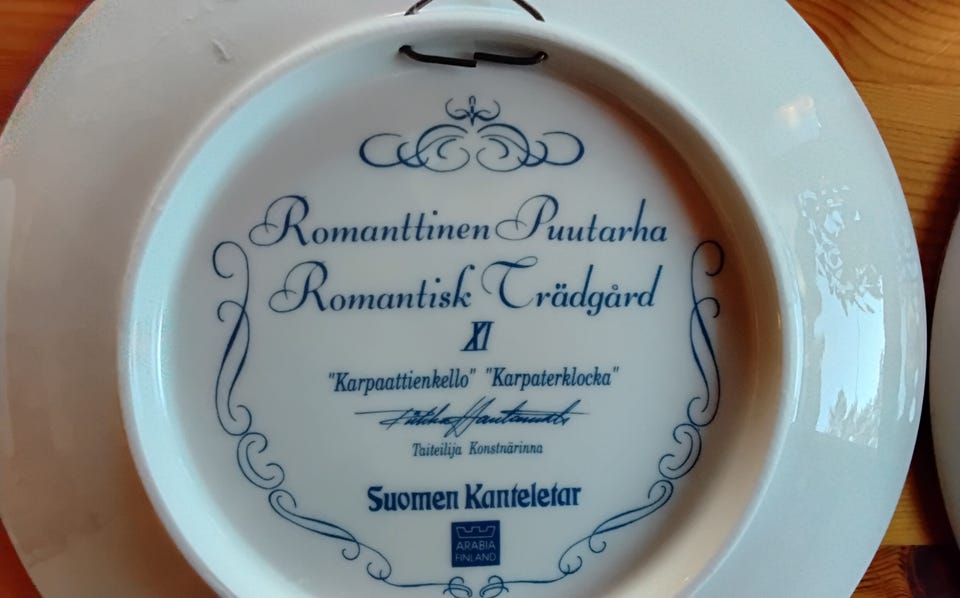 Romanttinen Puutarha
Romantisk Trädgård
XI
"Karpaattienkello" "Karpaterklocka"
Taiteilija Konstnärinna
Suomen Kanteletar
ARABIA
FINLAND